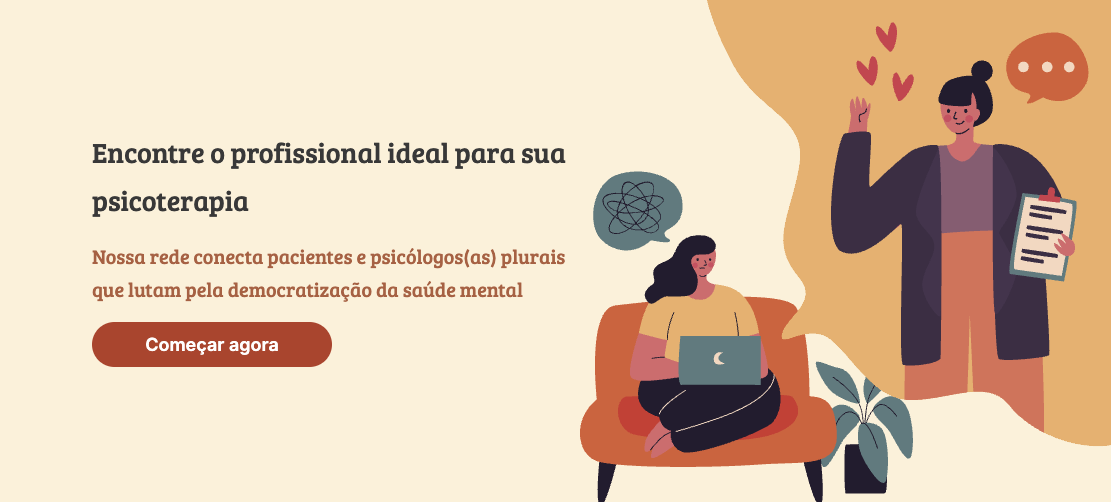 Encontre o profissional ideal para sua
psicoterapia
Nossa rede conecta pacientes e psicólogos(as) plurais
que lutam pela democratização da saúde mental
Começar agora